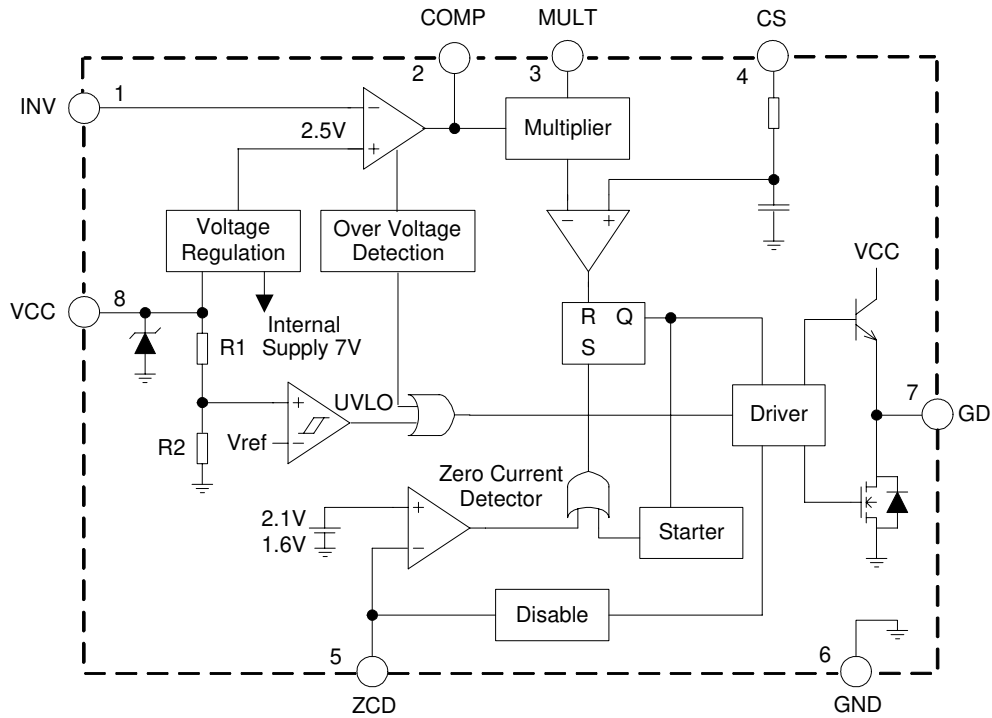 COMP
MULT
CS
2
3
4
INV
1
−
2.5V
+
Multiplier
Voltage
Regulation
Over Voltage
Detection
− +
VCC
VCC
8
Internal
Supply 7V
R1
R Q
S
7
GD
+
UVLO
Driver
R2
Vref
−
Zero Current
Detector
2.1V
+
1.6V
−
Starter
Disable
5
6
ZCD
GND